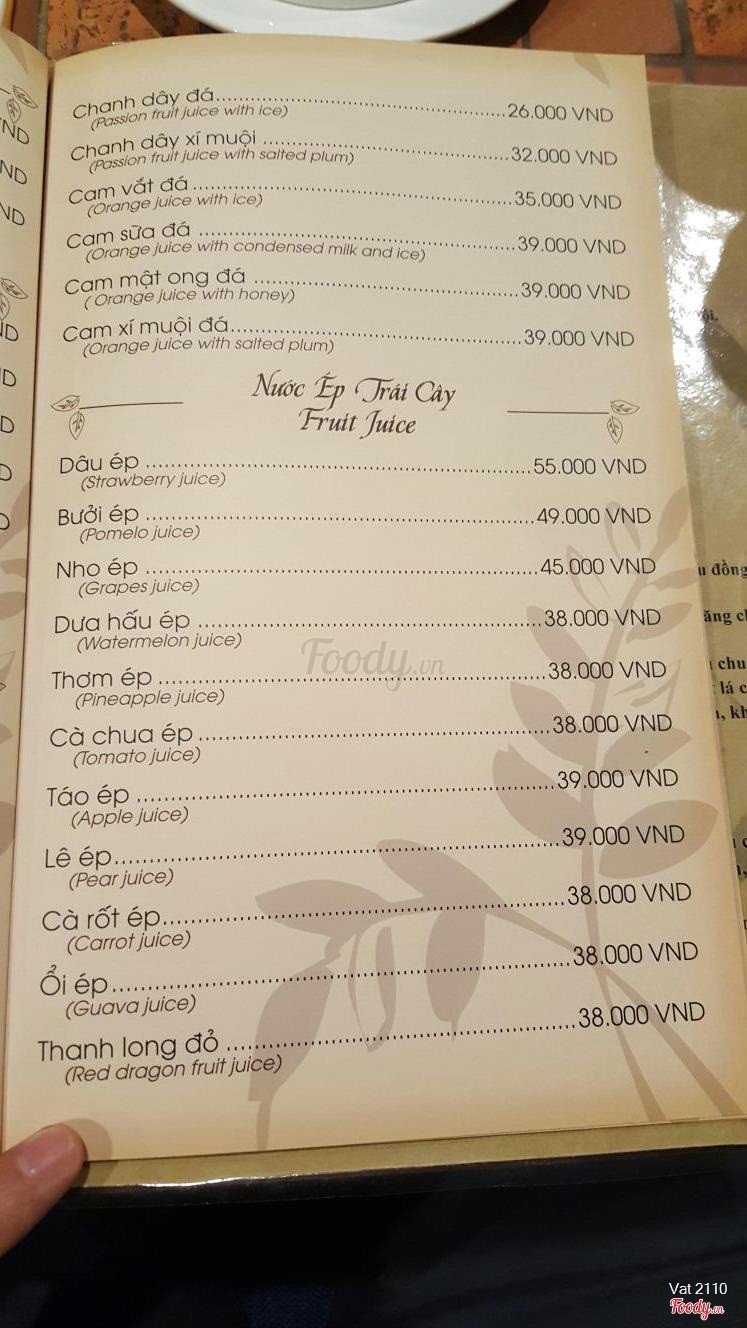 Chanh dây đá.......................................26.000 VND
(Passion fruit juice with ice)
Chanh dây xí muội.......................................32.000 VND
(Passion fruit juice with salted plum)
Cam vắt đá.......................................35.000 VND
(Orange juice with ice)
Cam sữa đá.......................................39.000 VND
(Orange juice with condensed milk and ice)
Cam mật ong đá.......................................39.000 VND
( Orange juice with honey)
Cam xí muội đá.......................................39.000 VND
(Orange juice with salted plum)
Nước Ép Trái Cây
Fruit Juice
Dâu ép.......................................55.000 VND
(Strawberry juice)
Bưởi ép.......................................49.000 VND
(Pomelo juice)
Nho ép.......................................45.000 VND
(Grapes juice)
Dưa hấu ép.......................................38.000 VND
(Watermelon juice)
Thơm ép.......................................38.000 VND
(Pineapple juice)
Cà chua ép.......................................38.000 VND
(Tomato juice)
Táo ép.......................................39.000 VND
(Apple juice)
Lê ép.......................................39.000 VND
(Pear juice)
Cà rốt ép.......................................38.000 VND
(Carrot juice)
Ổi ép.......................................38.000 VND
(Guava juice)
Thanh long đỏ.......................................38.000 VND
(Red dragon fruit juice)
Foody.vn
đồng
Vat 2110
Foody.vn